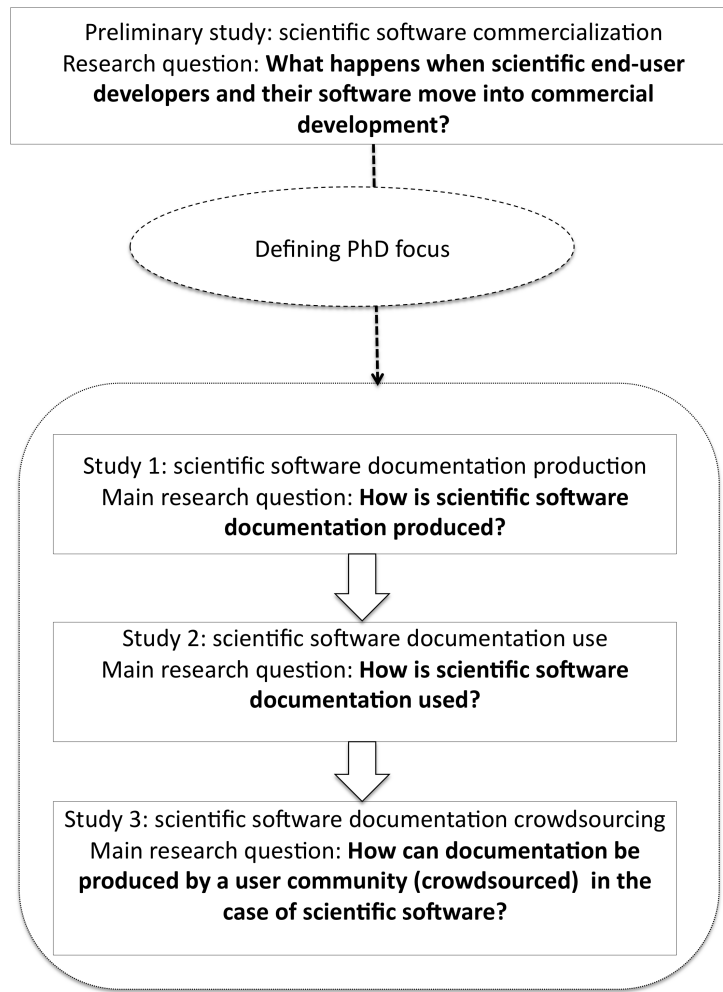 Preliminary study: scientific software commercialization
Research question: What happens when scientific end-user
developers and their software move into commercial
development?
Defining PhD focus
Study 1: scientific software documentation production
Main research question: How is scientific software
documentation produced?
Study 2: scientific software documentation use
Main research question: How is scientific software
documentation used?
Study 3: scientific software documentation crowdsourcing
Main research question: How can documentation be
produced by a user community (crowdsourced)  in the
case of scientific software?